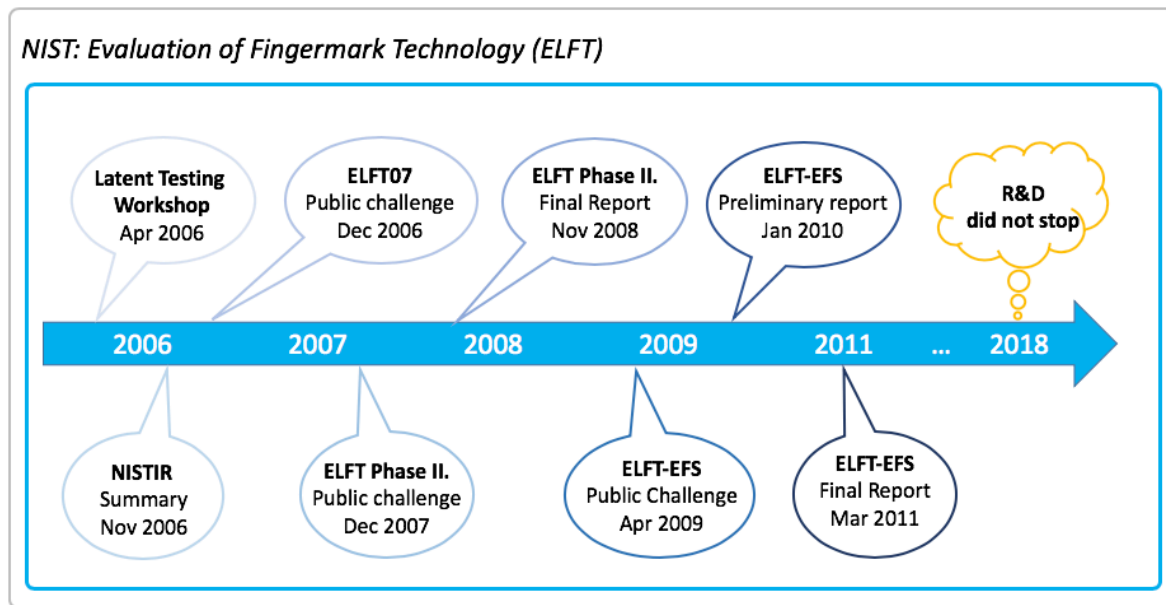 NIST: Evaluation of Fingermark Technology (ELFT)
Latent Testing
Workshop
Apr 2006
ELFT07
Public challenge
Dec 2006
ELFT Phase II.
Final Report
Nov 2008
ELFT-EFS
Preliminary report
Jan 2010
R&D
did not stop
2006 2007 2008 2009 2011 ... 2018
NISTIR
Summary
Nov 2006
ELFT Phase II.
Public challenge
Dec 2007
ELFT-EFS
Public Challenge
Apr 2009
ELFT-EFS
Final Report
Mar 2011